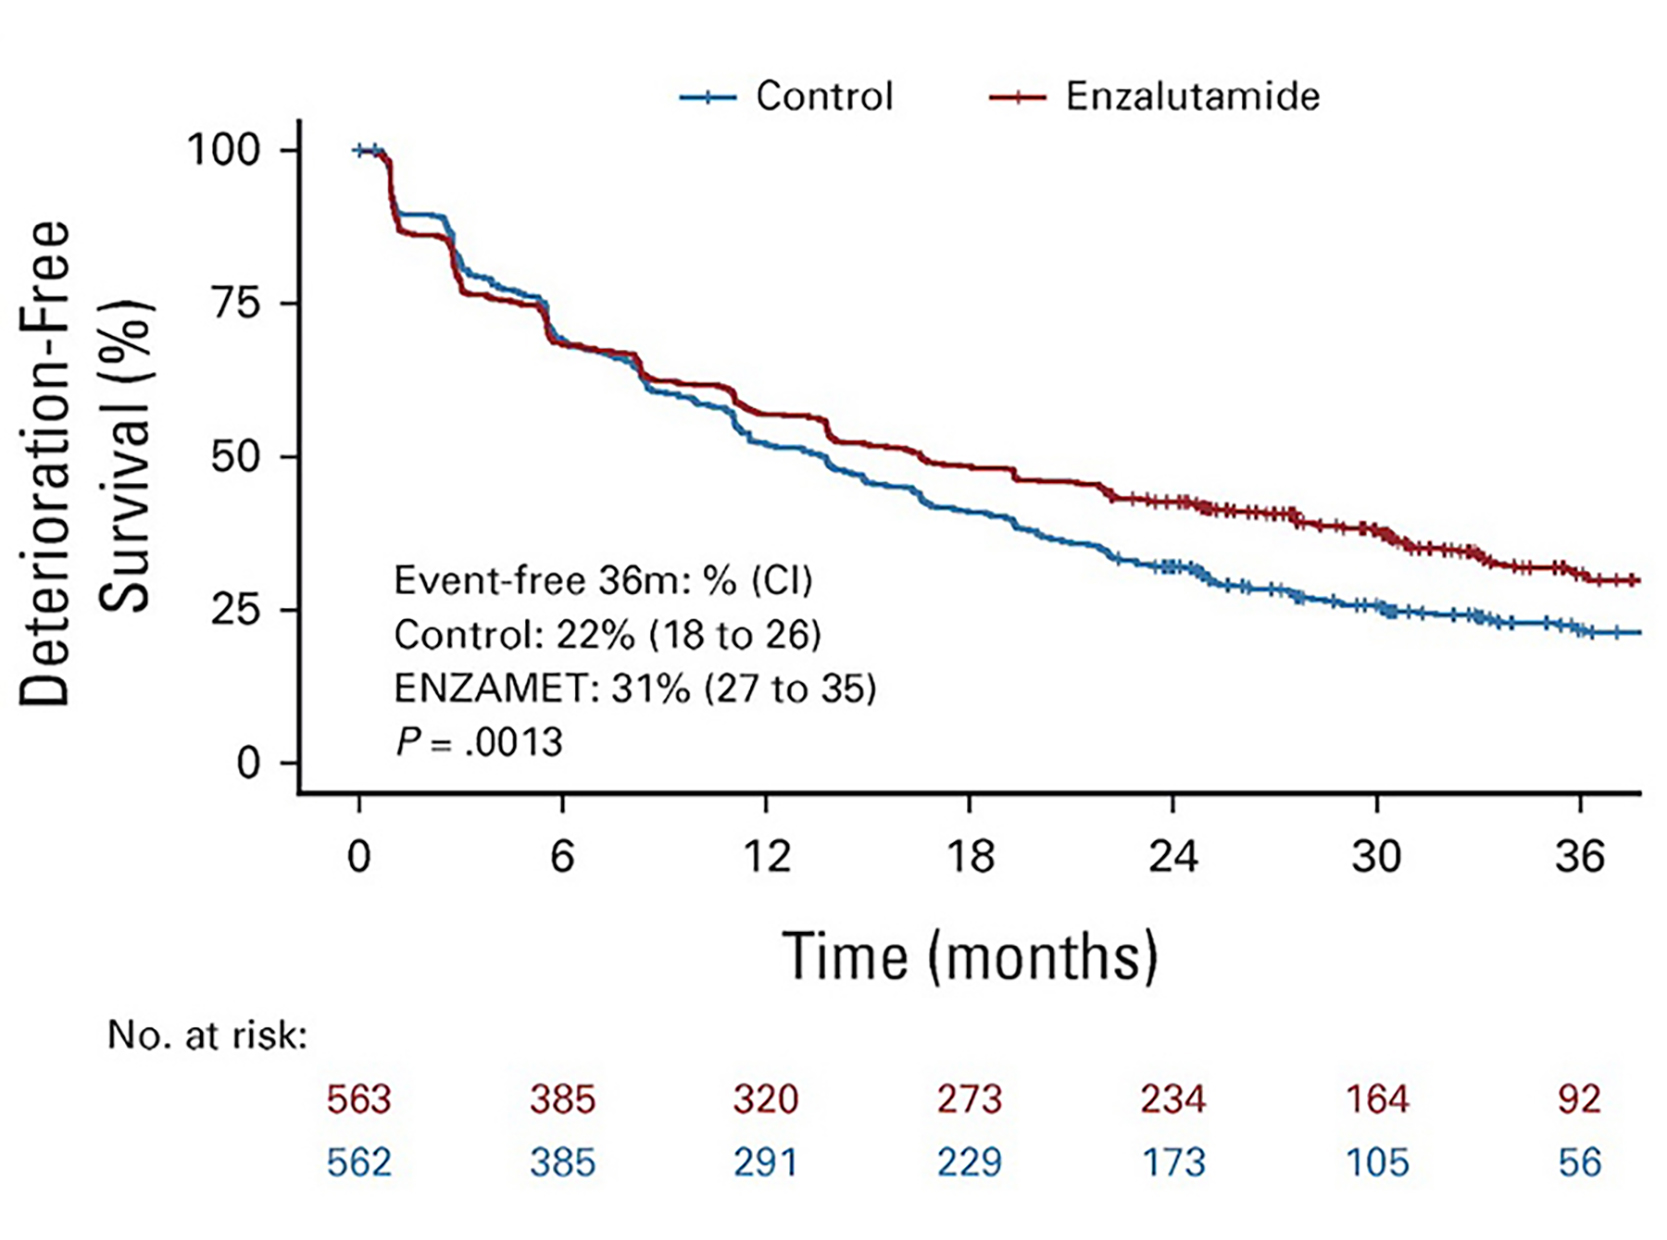 Control Enzalutamide
Deterioration-Free
Survival (%)
100
75
50
25
0
Event-free 36m: % (CI)
Control: 22% (18 to 26)
ENZAMET: 31% (27 to 35)
P = .0013
0 6 12 18 24 30 36
Time (months)
No. at risk:
563 385 320 273 234 164 92
562 385 291 229 173 105 56